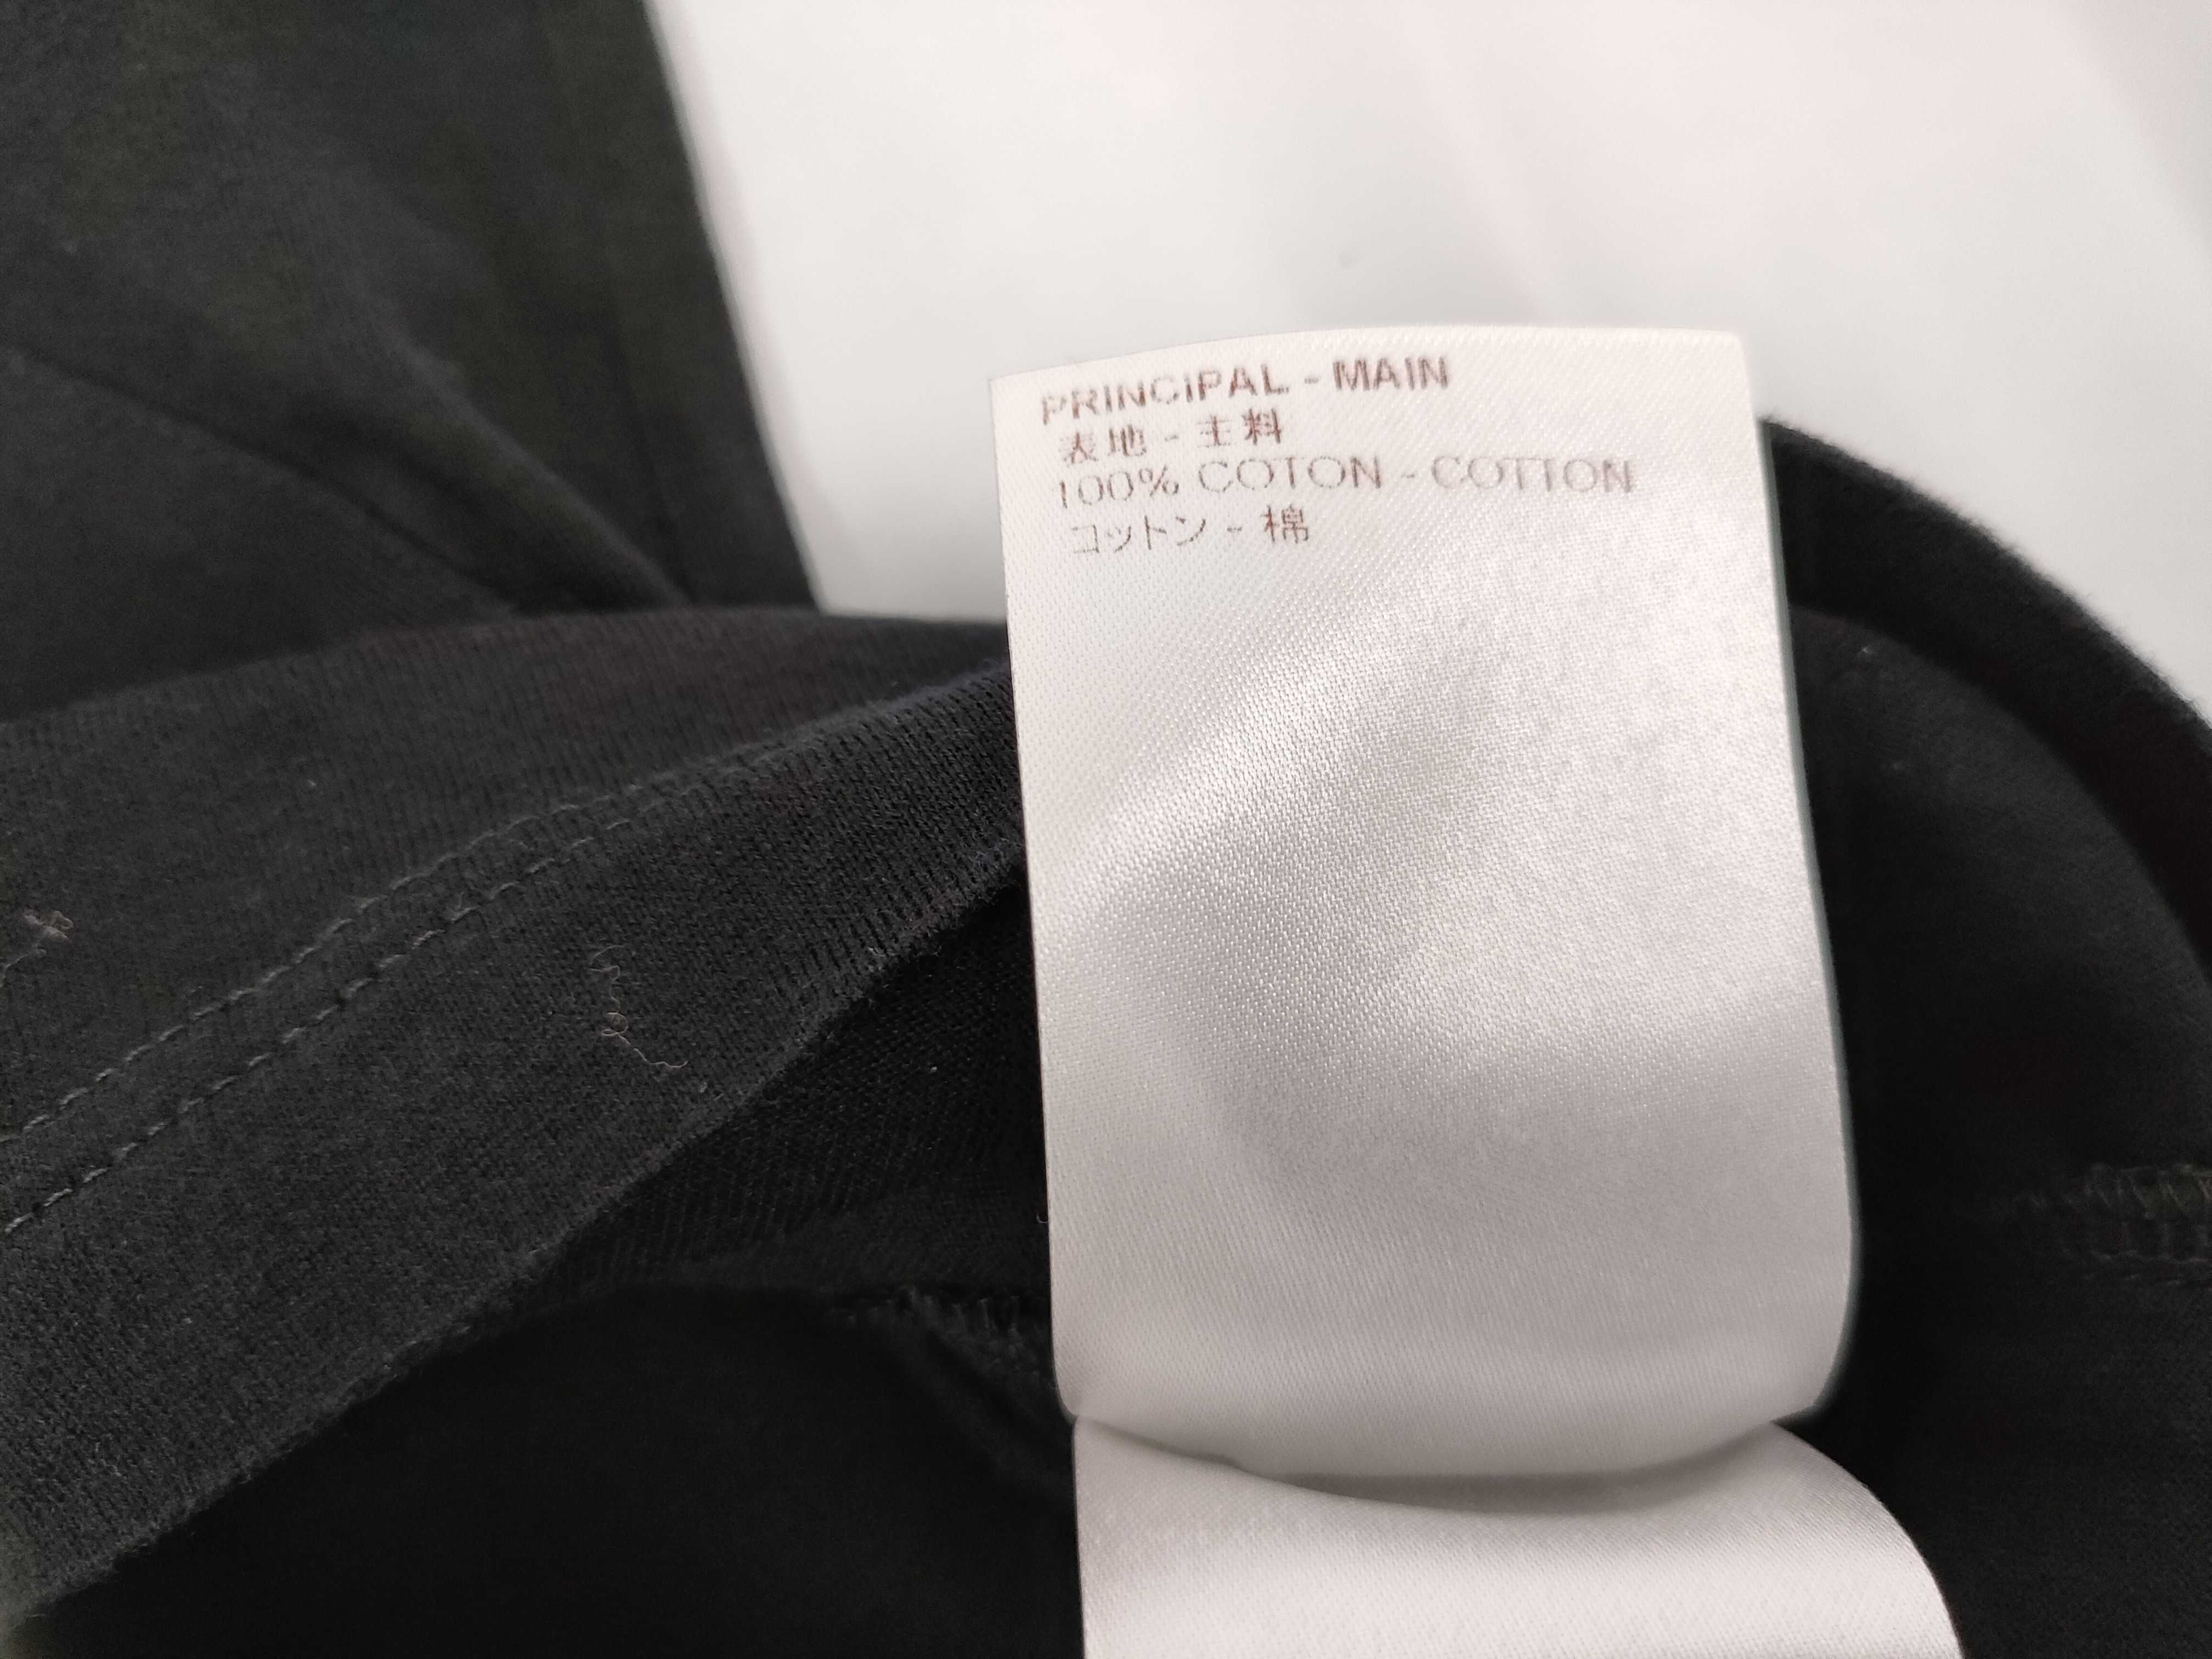 PRINCIPAL - MAIN
表地 - 主料
100% COTON - COTTON
コットン - 棉